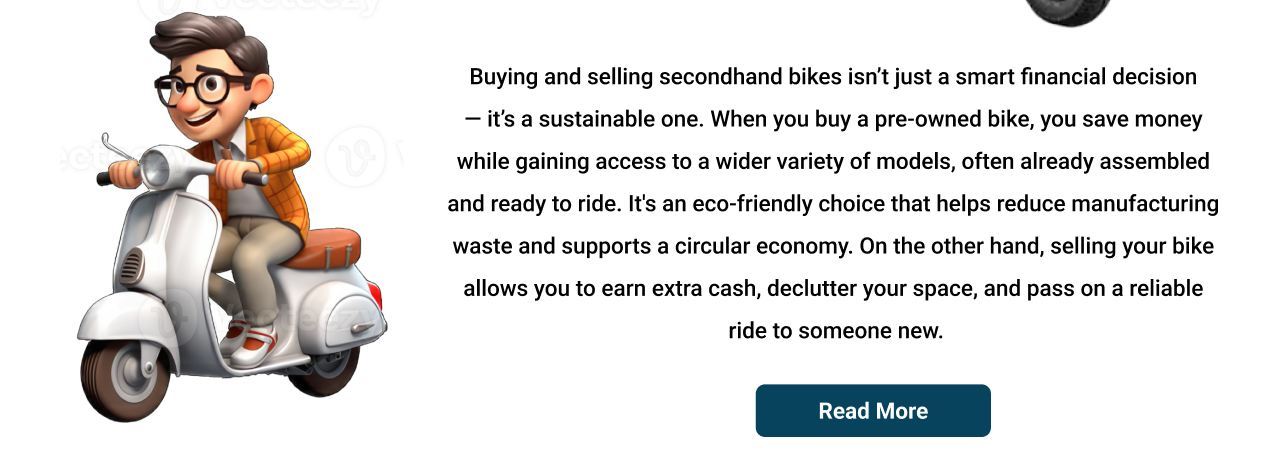 Buying and selling secondhand bikes isn’t just a smart financial decision
— it’s a sustainable one. When you buy a pre-owned bike, you save money
while gaining access to a wider variety of models, often already assembled
and ready to ride. It's an eco-friendly choice that helps reduce manufacturing
waste and supports a circular economy. On the other hand, selling your bike
allows you to earn extra cash, declutter your space, and pass on a reliable
ride to someone new.
Read More